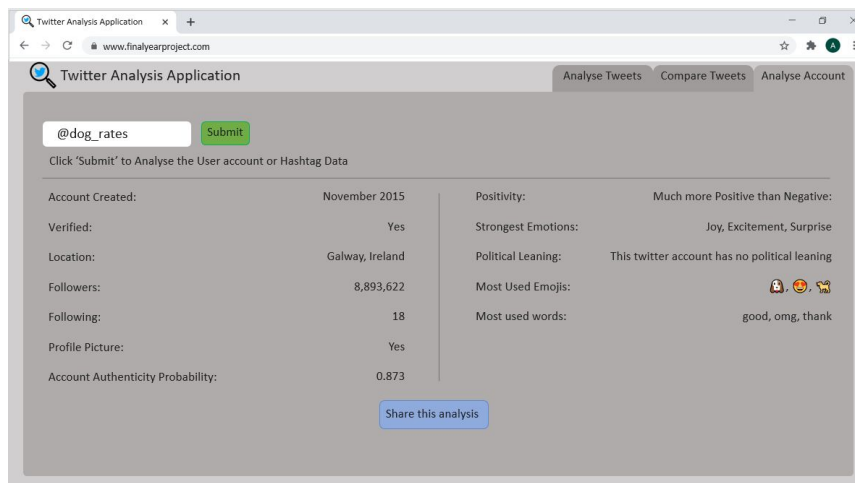 Twitter Analysis Application
www.finalyearproject.com
A
Twitter Analysis Application
Analyse Tweets
Compare Tweets
Analyse Account
@dog_rates
Submit
Click ‘Submit’ to Analyse the User account or Hashtag Data
Account Created: November 2015
Verified: Yes
Location: Galway, Ireland
Followers: 8,893,622
Following: 18
Profile Picture: Yes
Account Authenticity Probability: 0.873
Positivity: Much more Positive than Negative:
Strongest Emotions: Joy, Excitement, Surprise
Political Leaning: This twitter account has no political leaning
Most Used Emojis: 🐶, 😍, 🐕
Most used words: good, omg, thank
Share this analysis